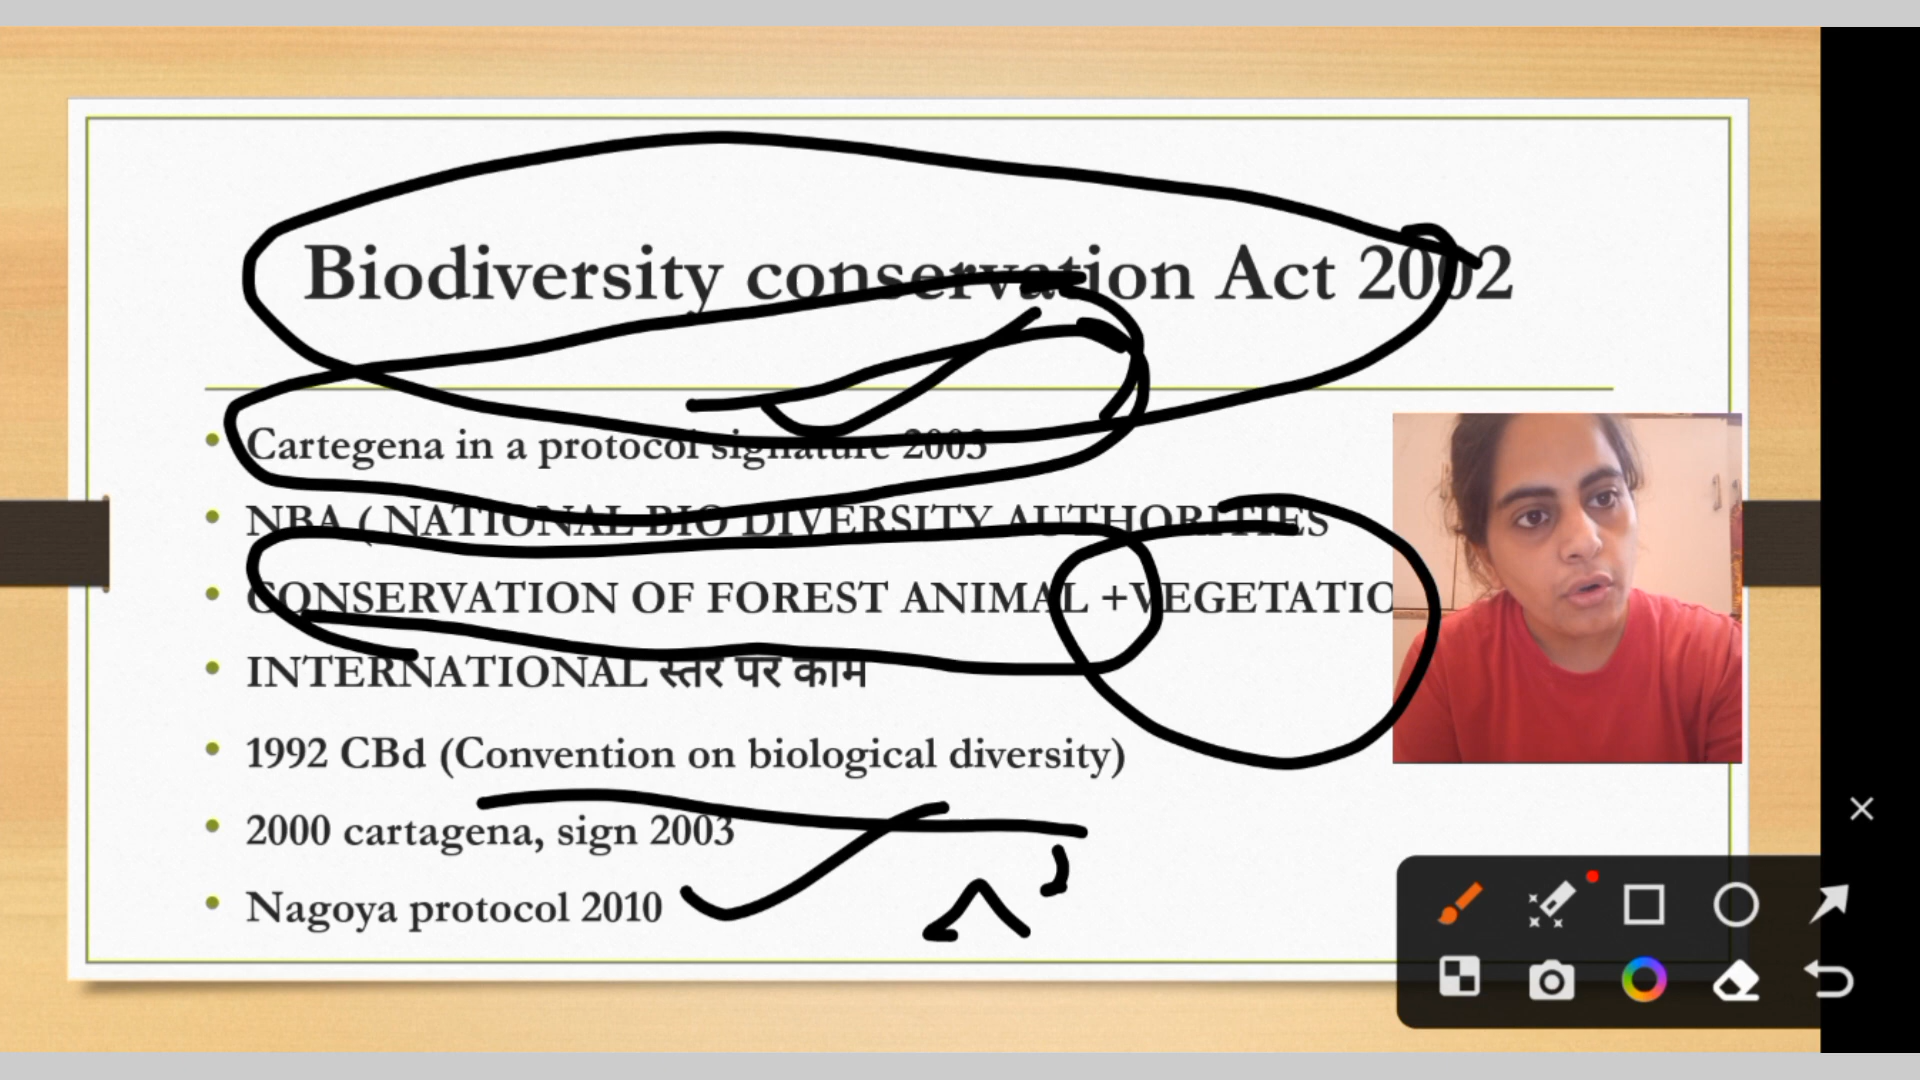 Biodiversity conservation Act 2002
Cartegena in a protocol signature 2003
NBA ( NATIONAL BIO DIVERSITY AUTHORITIES
CONSERVATION OF FOREST ANIMAL +VEGETATIO
INTERNATIONAL स्तर पर काम
1992 CBd (Convention on biological diversity)
2000 cartagena, sign 2003
Nagoya protocol 2010